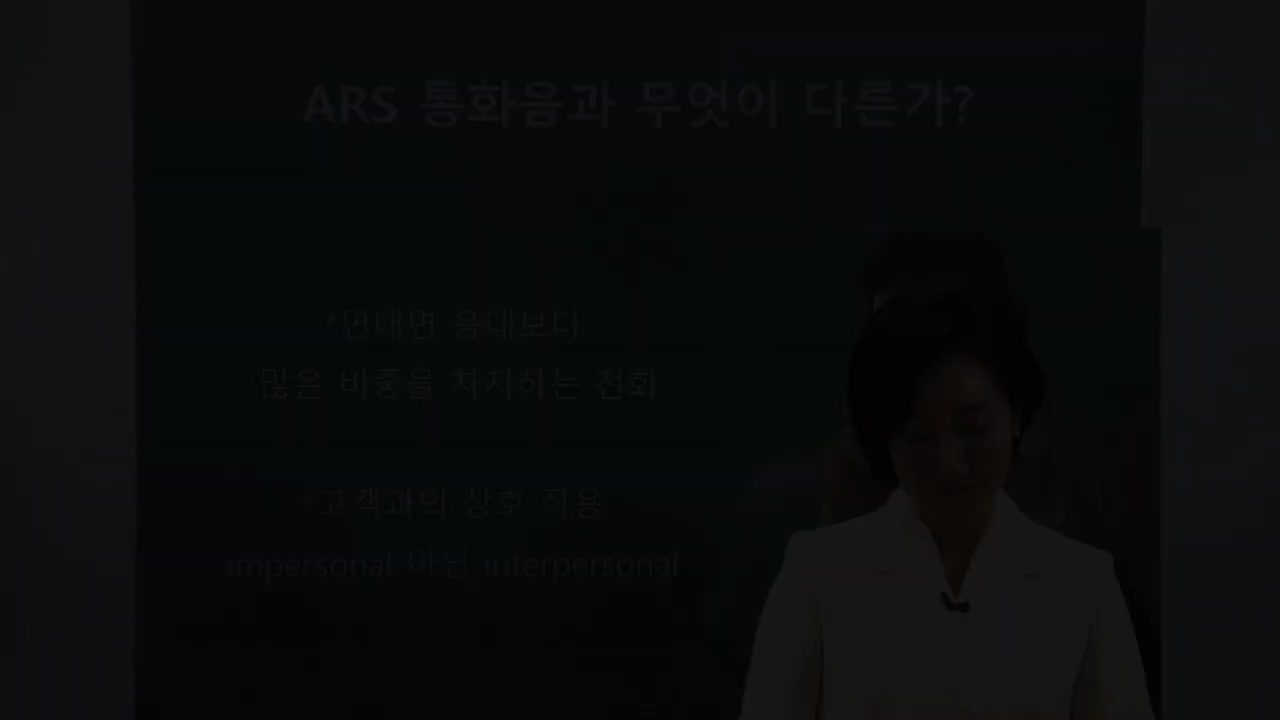 ARS 통화음과 무엇이 다른가?
*면대면 응대보다
많은 비중을 차지하는 전화
*고객과의 상호 작용
impersonal 아닌 interpersonal